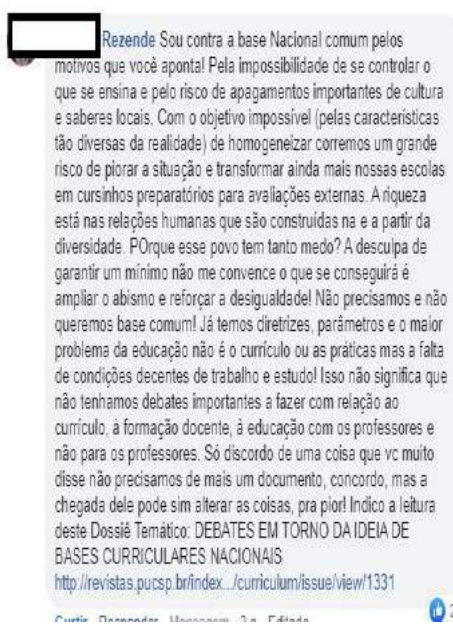 Rezende Sou contra a base Nacional comum pelos
motivos que você aponta! Pela impossibilidade de se controlar o
que se ensina e pelo risco de apagamentos importantes de cultura
e saberes locais. Com o objetivo impossível (pelas características
tão diversas da realidade) de homogeneizar corremos um grande
risco de piorar a situação e transformar ainda mais nossas escolas
em cursinhos preparatórios para avaliações externas. A riqueza
está nas relações humanas que são construídas na e a partir da
diversidade. POrque esse povo tem tanto medo? A desculpa de
garantir um mínimo não me convence o que se conseguirá é
ampliar o abismo e reforçar a desigualdade! Não precisamos e não
queremos base comum! Já temos diretrizes, parâmetros e o maior
problema da educação não é o currículo ou as práticas mas a falta
de condições decentes de trabalho e estudo! Isso não significa que
não tenhamos debates importantes a fazer com relação ao
currículo, à formação docente, à educação com os professores e
não para os professores. Só discordo de uma coisa que vc muito
disse não precisamos de mais um documento, concordo, mas a
chegada dele pode sim alterar as coisas, pra pior! Indico a leitura
deste Dossiê Temático: DEBATES EM TORNO DA IDEIA DE
BASES CURRICULARES NACIONAIS
http://revistas.pucsp.br/index.../curriculum/issue/view/1331
Curtir Responder Mensagem Editado
2